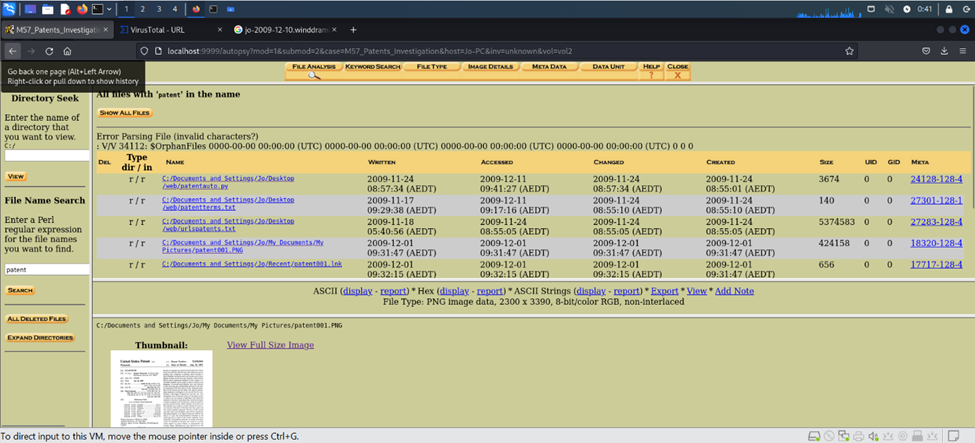 1 2 3 4
0:41
M57_Patents_Investigati×
VirusTotal - URL ×
jo-2009-12-10.winddram ×
localhost:9999/autopsy?mod=1&submod=2&case=M57_Patents_Investigation&host=Jo-PC&inv=unknown&vol=vol2
Go back one page (Alt+Left Arrow)
Right-click or pull down to show history
FILE ANALYSIS KEYWORD SEARCH FILE TYPE IMAGE DETAILS META DATA DATA UNIT HELP CLOSE
? X
Directory Seek
Enter the name of a directory that you want to view.
C:/
VIEW
File Name Search
Enter a Perl regular expression for the file names you want to find.
patent
SEARCH
ALL DELETED FILES
EXPAND DIRECTORIES
All files with 'patent' in the name
SHOW ALL FILES
Error Parsing File (invalid characters?)
: V/V 34112: $OrphanFiles 0000-00-00 00:00:00 (UTC) 0000-00-00 00:00:00 (UTC) 0000-00-00 00:00:00 (UTC) 0000-00-00 00:00:00 (UTC) 0 0 0
DEL Type dir / in NAME WRITTEN ACCESSED CHANGED CREATED SIZE UID GID META
r / r C:/Documents and Settings/Jo/Desktop/web/patentauto.py 2009-11-24 08:57:34 (AEDT) 2009-12-11 09:41:27 (AEDT) 2009-11-24 08:57:34 (AEDT) 2009-11-24 08:55:01 (AEDT) 3674 0 0 24128-128-4
r / r C:/Documents and Settings/Jo/Desktop/web/patentterms.txt 2009-11-17 09:29:38 (AEDT) 2009-12-11 09:17:16 (AEDT) 2009-11-24 08:55:10 (AEDT) 2009-11-24 08:55:10 (AEDT) 140 0 0 27301-128-1
r / r C:/Documents and Settings/Jo/Desktop/web/urlspatents.txt 2009-11-18 05:40:56 (AEDT) 2009-11-24 08:55:05 (AEDT) 2009-11-24 08:55:05 (AEDT) 2009-11-24 08:55:05 (AEDT) 5374583 0 0 27283-128-4
r / r C:/Documents and Settings/Jo/My Documents/My Pictures/patent001.PNG 2009-12-01 09:31:47 (AEDT) 2009-12-01 09:31:47 (AEDT) 2009-12-01 09:31:47 (AEDT) 2009-12-01 09:31:47 (AEDT) 424158 0 0 18320-128-4
r / r C:/Documents and Settings/Jo/Recent/patent001.lnk 2009-12-01 09:32:15 (AEDT) 2009-12-01 09:32:15 (AEDT) 2009-12-01 09:32:15 (AEDT) 2009-12-01 09:32:15 (AEDT) 656 0 0 17717-128-4
ASCII (display - report) * Hex (display - report) * ASCII Strings (display - report) * Export * View * Add Note
File Type: PNG image data, 2300 x 3390, 8-bit/color RGB, non-interlaced
C:/Documents and Settings/Jo/My Documents/My Pictures/patent001.PNG
Thumbnail: View Full Size Image
United States Patent
To direct input to this VM, move the mouse pointer inside or press Ctrl+G.